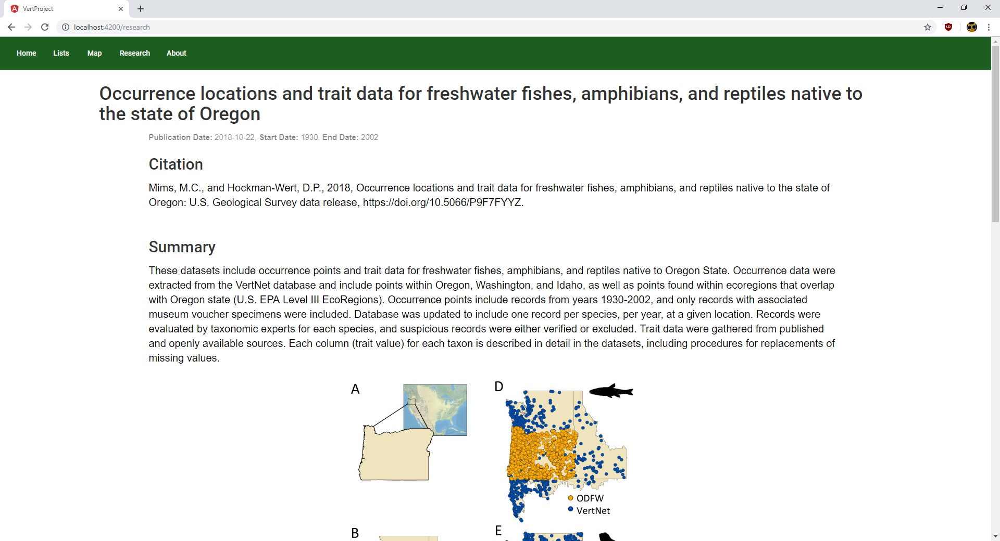 VertProject
localhost:4200/research
Home Lists Map Research About
Occurrence locations and trait data for freshwater fishes, amphibians, and reptiles native to
the state of Oregon
Publication Date: 2018-10-22, Start Date: 1930, End Date: 2002
Citation
Mims, M.C., and Hockman-Wert, D.P., 2018, Occurrence locations and trait data for freshwater fishes, amphibians, and reptiles native to the state of
Oregon: U.S. Geological Survey data release, https://doi.org/10.5066/P9F7FYYZ.
Summary
These datasets include occurrence points and trait data for freshwater fishes, amphibians, and reptiles native to Oregon State. Occurrence data were
extracted from the VertNet database and include points within Oregon, Washington, and Idaho, as well as points found within ecoregions that overlap
with Oregon state (U.S. EPA Level III EcoRegions). Occurrence points include records from years 1930-2002, and only records with associated
museum voucher specimens were included. Database was updated to include one record per species, per year, at a given location. Records were
evaluated by taxonomic experts for each species, and suspicious records were either verified or excluded. Trait data were gathered from published
and openly available sources. Each column (trait value) for each taxon is described in detail in the datasets, including procedures for replacements of
missing values.
A
D
ODFW
VertNet
B
E